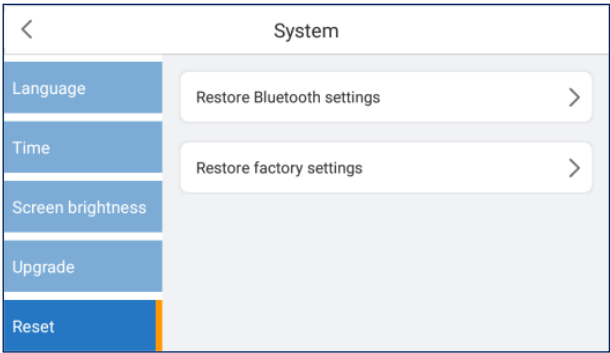 System
Language
Time
Screen brightness
Upgrade
Reset
Restore Bluetooth settings
Restore factory settings